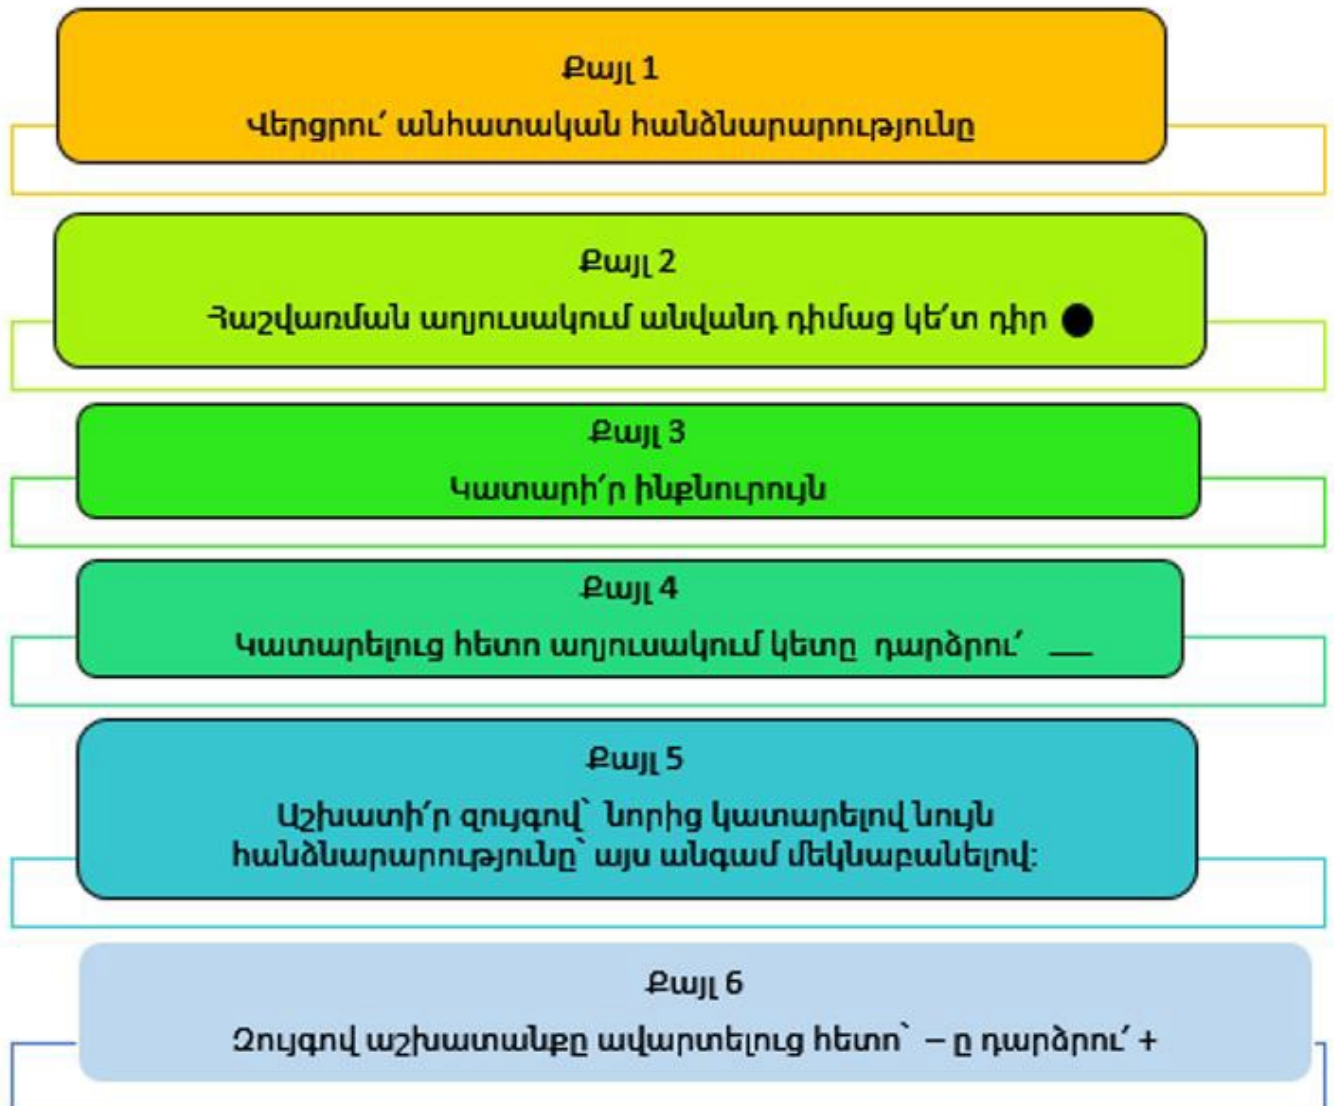 Քայլ 1
Վերցրու՛ անհատական հանձնարարությունը
Քայլ 2
Հաշվառման աղյուսակում անվանդ դիմաց կե՛տ դիր ●
Քայլ 3
Կատարի՛ր ինքնուրույն
Քայլ 4
Կատարելուց հետո աղյուսակում կետը դարձրու՛ __
Քայլ 5
Աշխատի՛ր զույգով՝ նորից կատարելով նույն
հանձնարարությունը՝ այս անգամ մեկնաբանելով:
Քայլ 6
Զույգով աշխատանքը ավարտելուց հետո՝ – ը դարձրու՛ +